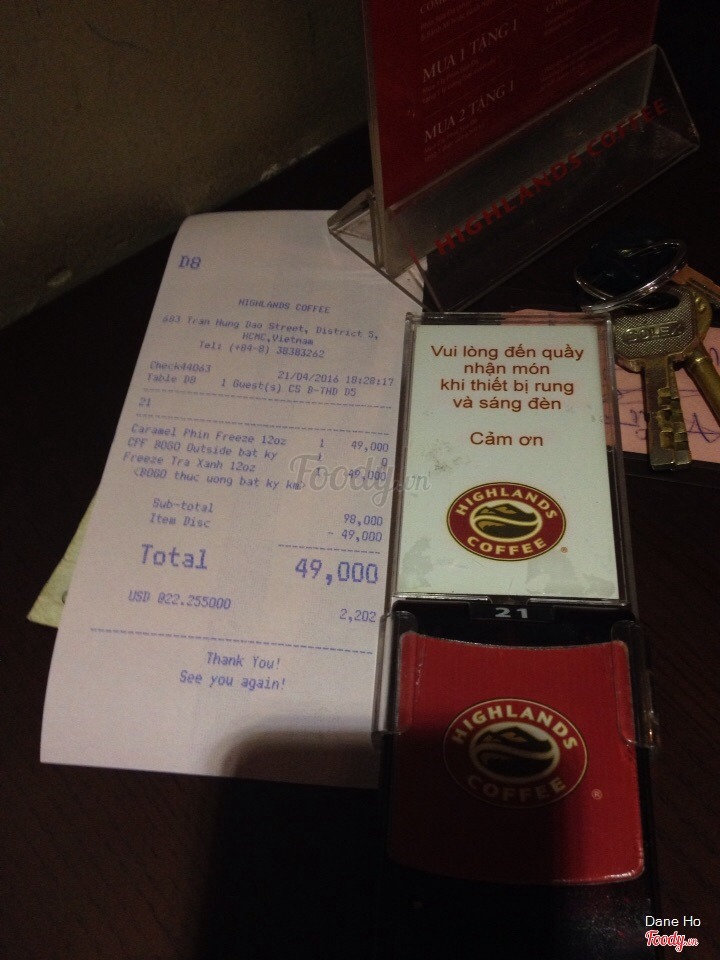 MUA 1 TẶNG 1
MUA 2 TẶNG 1
HIGHLANDS COFFEE
D8
HIGHLANDS COFFEE
603 Tran Hung Dao Street, District 5,
HCMC,Vietnam
Tel: (+84-8) 38383262
Check44063 21/04/2016 18:28:17
Table D8 1 Guest(s) CS B-THD D5
21
Caramel Phin Freeze 12oz 1 49,000
CPF BOGO Outside bat ky 1 0
Freeze Tra Xanh 12oz 1 49,000
<BOGO thuc uong bat ky ke>
Sub-total 98,000
Item Disc - 49,000
Total 49,000
USD @22.255000 2,202
Thank You!
See you again!
Foody.vn
Vui lòng đến quầy
nhận món
khi thiết bị rung
và sáng đèn
Cảm ơn
HIGHLANDS
COFFEE
®
21
HIGHLANDS
COFFEE
®
Dane Ho
Foody.vn